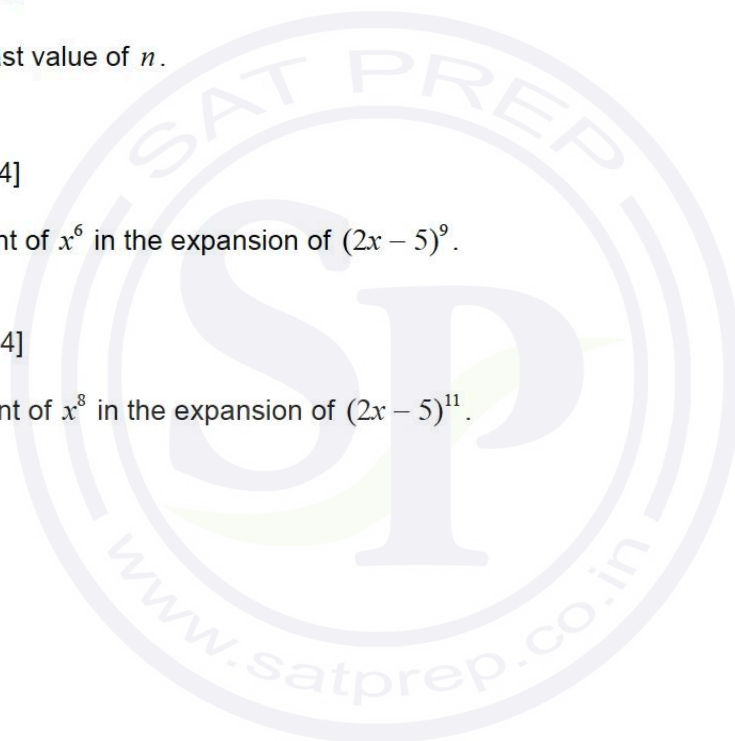 st value of n.
4]
nt of x⁶ in the expansion of (2x – 5)⁹.
4]
nt of x⁸ in the expansion of (2x – 5)¹¹.
SAT PREP
SP
www.satprep.co.in